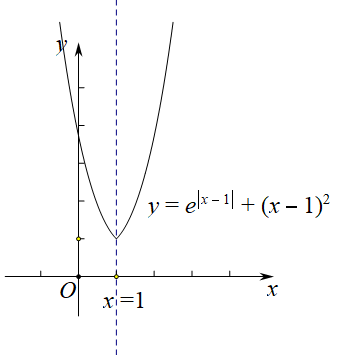 y
y = e^{|x − 1|} + (x − 1)^2
O
x = 1
x